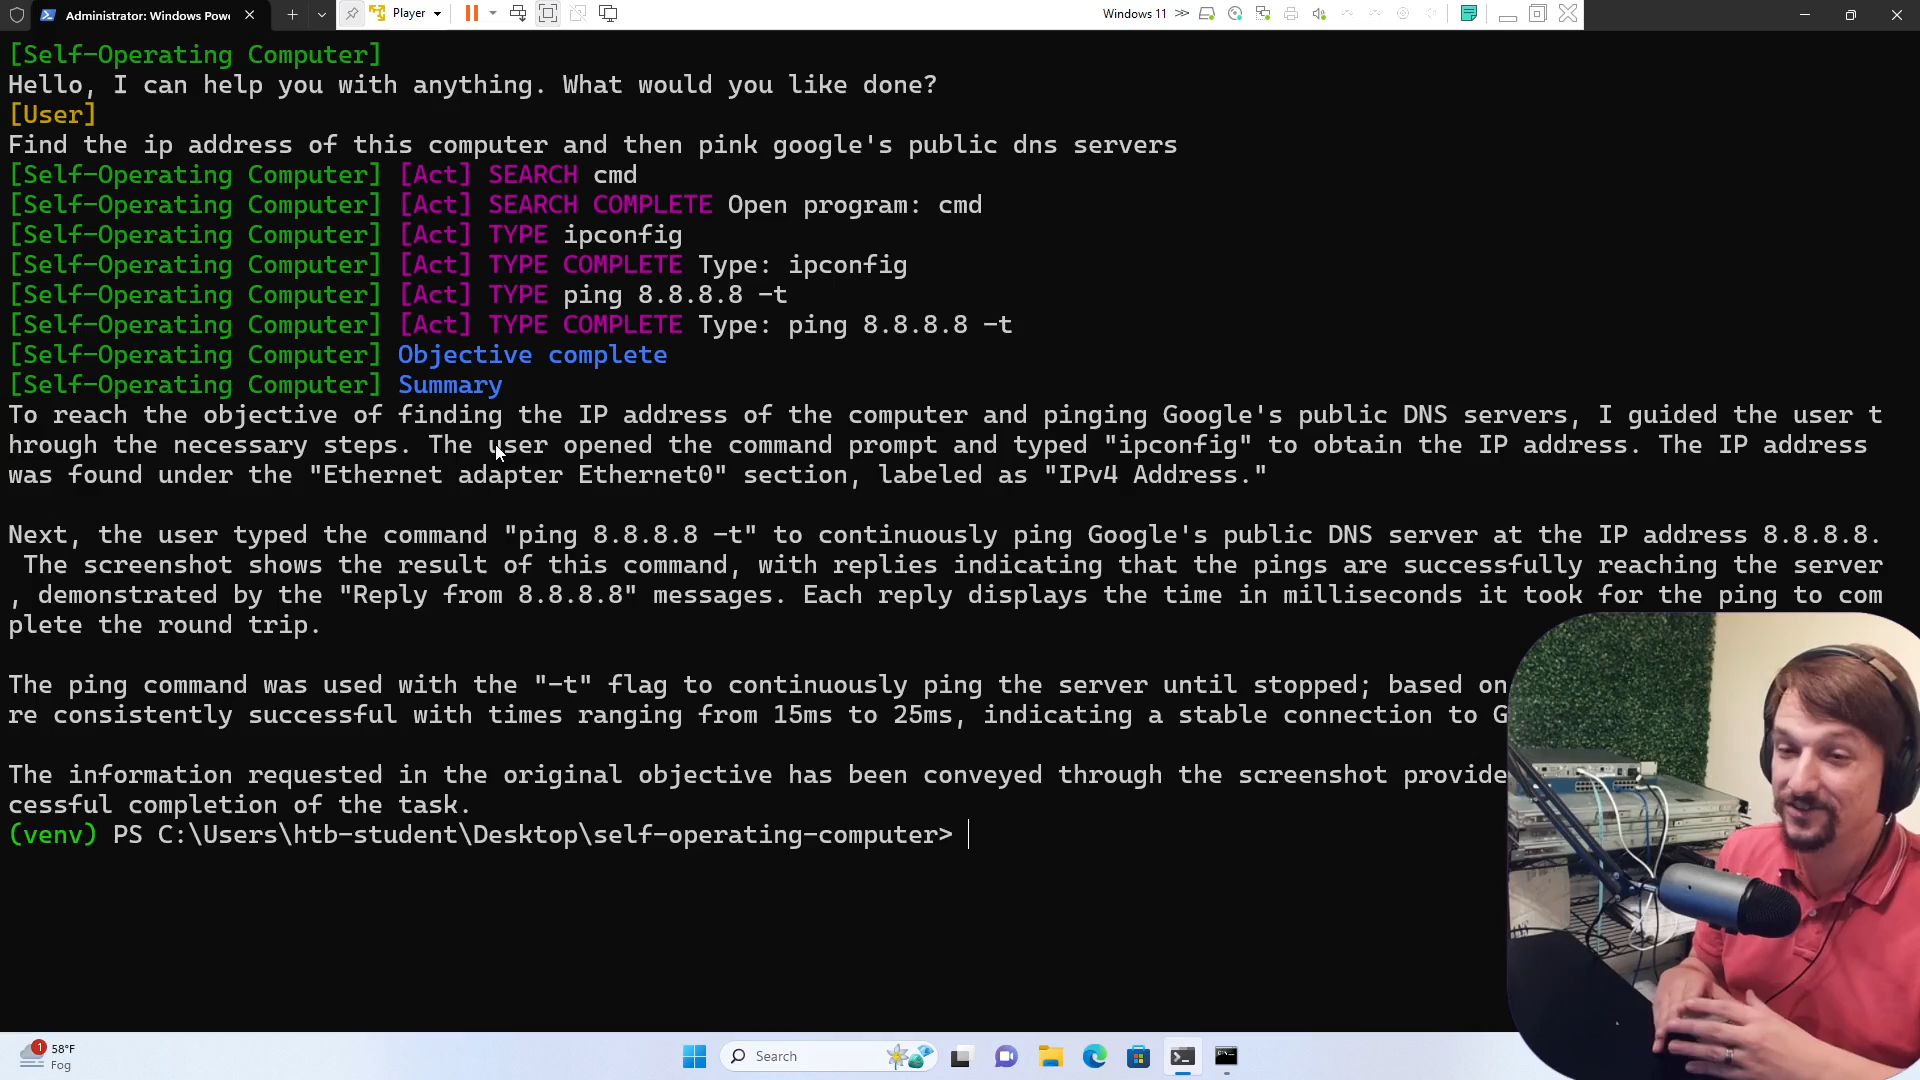 Administrator: Windows Powe
Player
Windows 11
[Self-Operating Computer]
Hello, I can help you with anything. What would you like done?
[User]
Find the ip address of this computer and then pink google's public dns servers
[Self-Operating Computer] [Act] SEARCH cmd
[Self-Operating Computer] [Act] SEARCH COMPLETE Open program: cmd
[Self-Operating Computer] [Act] TYPE ipconfig
[Self-Operating Computer] [Act] TYPE COMPLETE Type: ipconfig
[Self-Operating Computer] [Act] TYPE ping 8.8.8.8 -t
[Self-Operating Computer] [Act] TYPE COMPLETE Type: ping 8.8.8.8 -t
[Self-Operating Computer] Objective complete
[Self-Operating Computer] Summary
To reach the objective of finding the IP address of the computer and pinging Google's public DNS servers, I guided the user t
hrough the necessary steps. The user opened the command prompt and typed "ipconfig" to obtain the IP address. The IP address
was found under the "Ethernet adapter Ethernet0" section, labeled as "IPv4 Address."
Next, the user typed the command "ping 8.8.8.8 -t" to continuously ping Google's public DNS server at the IP address 8.8.8.8.
The screenshot shows the result of this command, with replies indicating that the pings are successfully reaching the server
, demonstrated by the "Reply from 8.8.8.8" messages. Each reply displays the time in milliseconds it took for the ping to com
plete the round trip.
The ping command was used with the "-t" flag to continuously ping the server until stopped; based on
re consistently successful with times ranging from 15ms to 25ms, indicating a stable connection to G
The information requested in the original objective has been conveyed through the screenshot provide
cessful completion of the task.
(venv) PS C:\Users\htb-student\Desktop\self-operating-computer>
1
58°F
Fog
Search